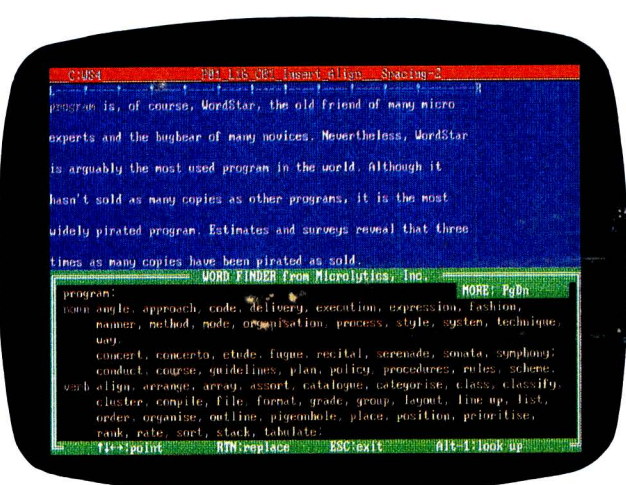 C:WS4 P01 L16 C01 Insert Align Spacing-2
L R
program is, of course, WordStar, the old friend of many micro
experts and the bugbear of many novices. Nevertheless, WordStar
is arguably the most used program in the world. Although it
hasn't sold as many copies as other programs, it is the most
widely pirated program. Estimates and surveys reveal that three
times as many copies have been pirated as sold.
WORD FINDER from Microlytics, Inc.
program: MORE: PgDn
noun angle, approach, code, delivery, execution, expression, fashion,
manner, method, mode, organisation, process, style, system, technique,
way.
concert, concerto, etude, fugue, recital, serenade, sonata, symphony;
conduct, course, guidelines, plan, policy, procedures, rules, scheme.
verb align, arrange, array, assort, catalogue, categorise, class, classify,
cluster, compile, file, format, grade, group, layout, line up, list,
order, organise, outline, pigeonhole, place, position, prioritise,
rank, rate, sort, stack, tabulate;
↑↓←→:point RTN:replace ESC:exit Alt-1:look up